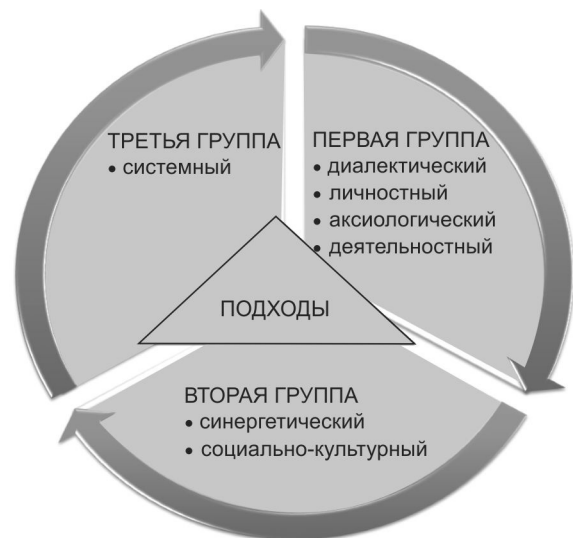 ТРЕТЬЯ ГРУППА
• системный
ПЕРВАЯ ГРУППА
• диалектический
• личностный
• аксиологический
• деятельностный
ПОДХОДЫ
ВТОРАЯ ГРУППА
• синергетический
• социально-культурный